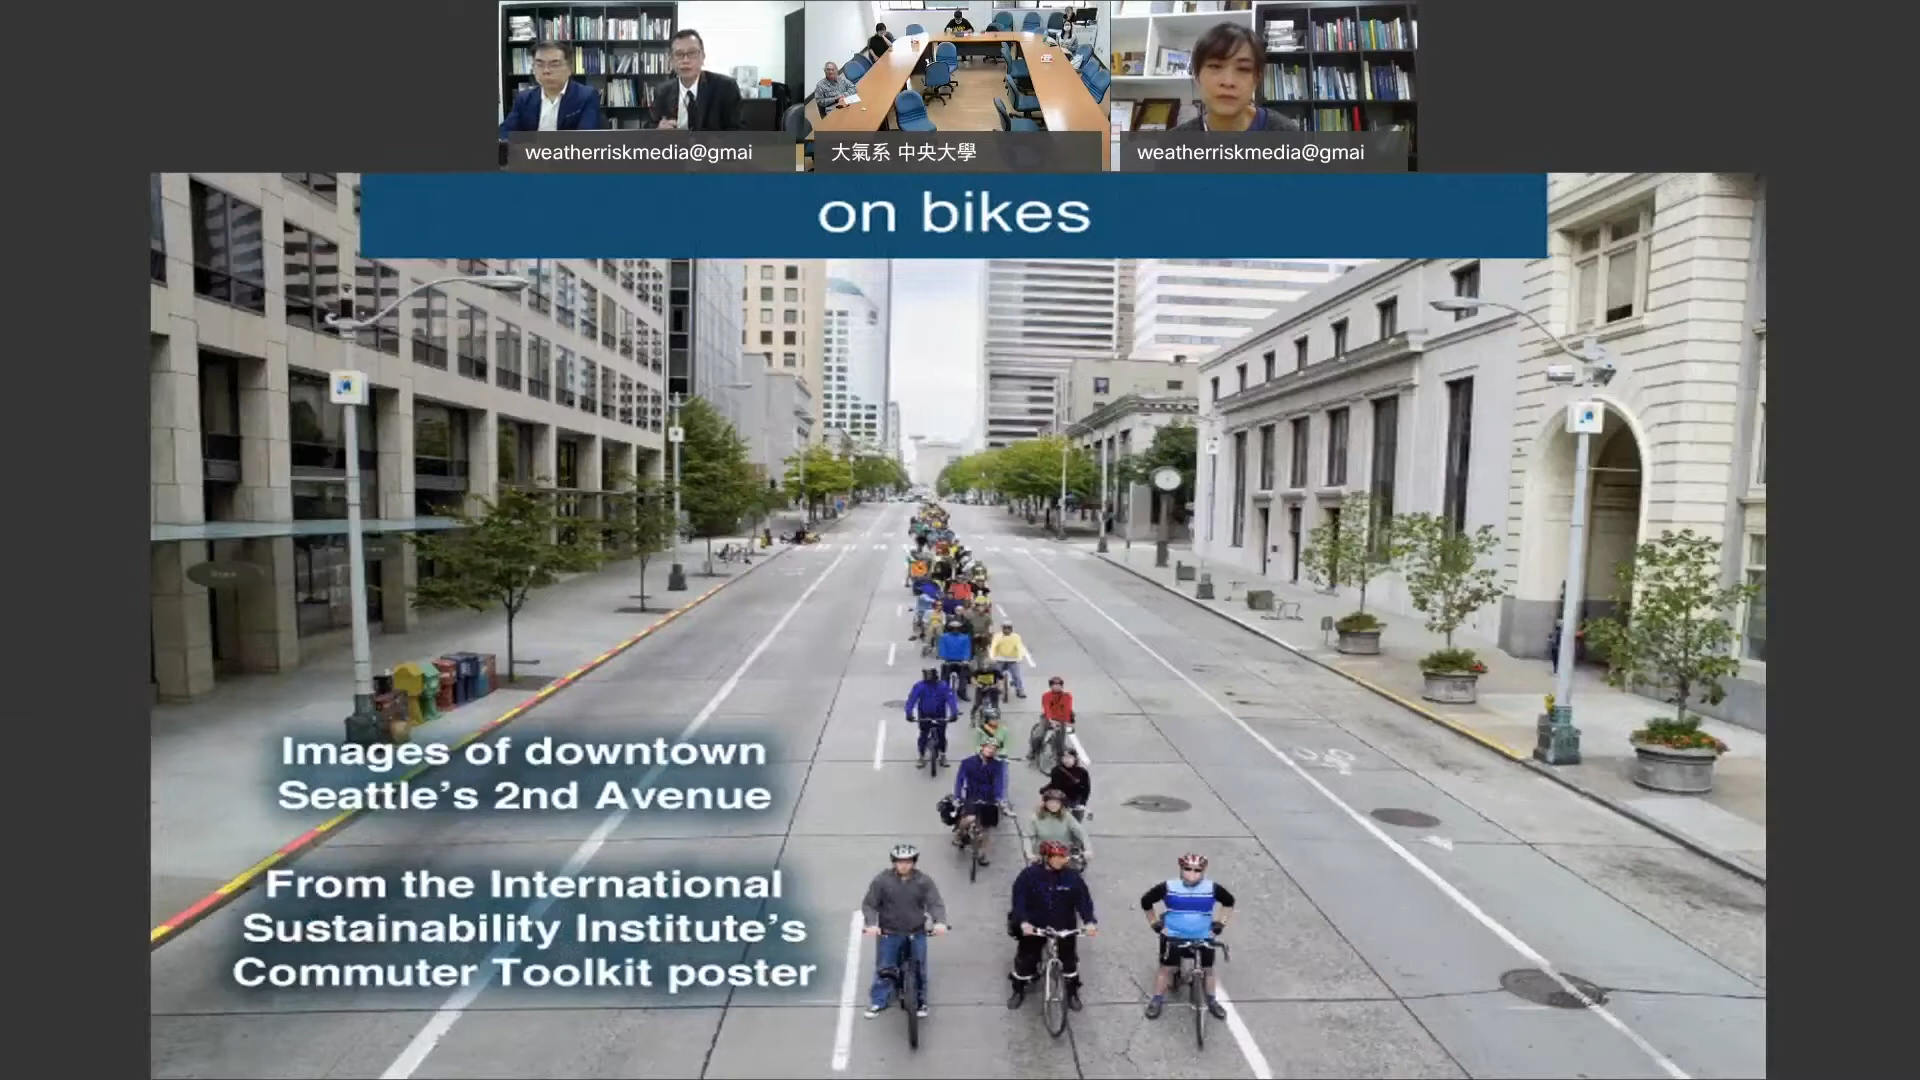 weatherriskmedia@gmai
大氣系 中央大學
weatherriskmedia@gmai
on bikes
Images of downtown
Seattle's 2nd Avenue
From the International
Sustainability Institute's
Commuter Toolkit poster